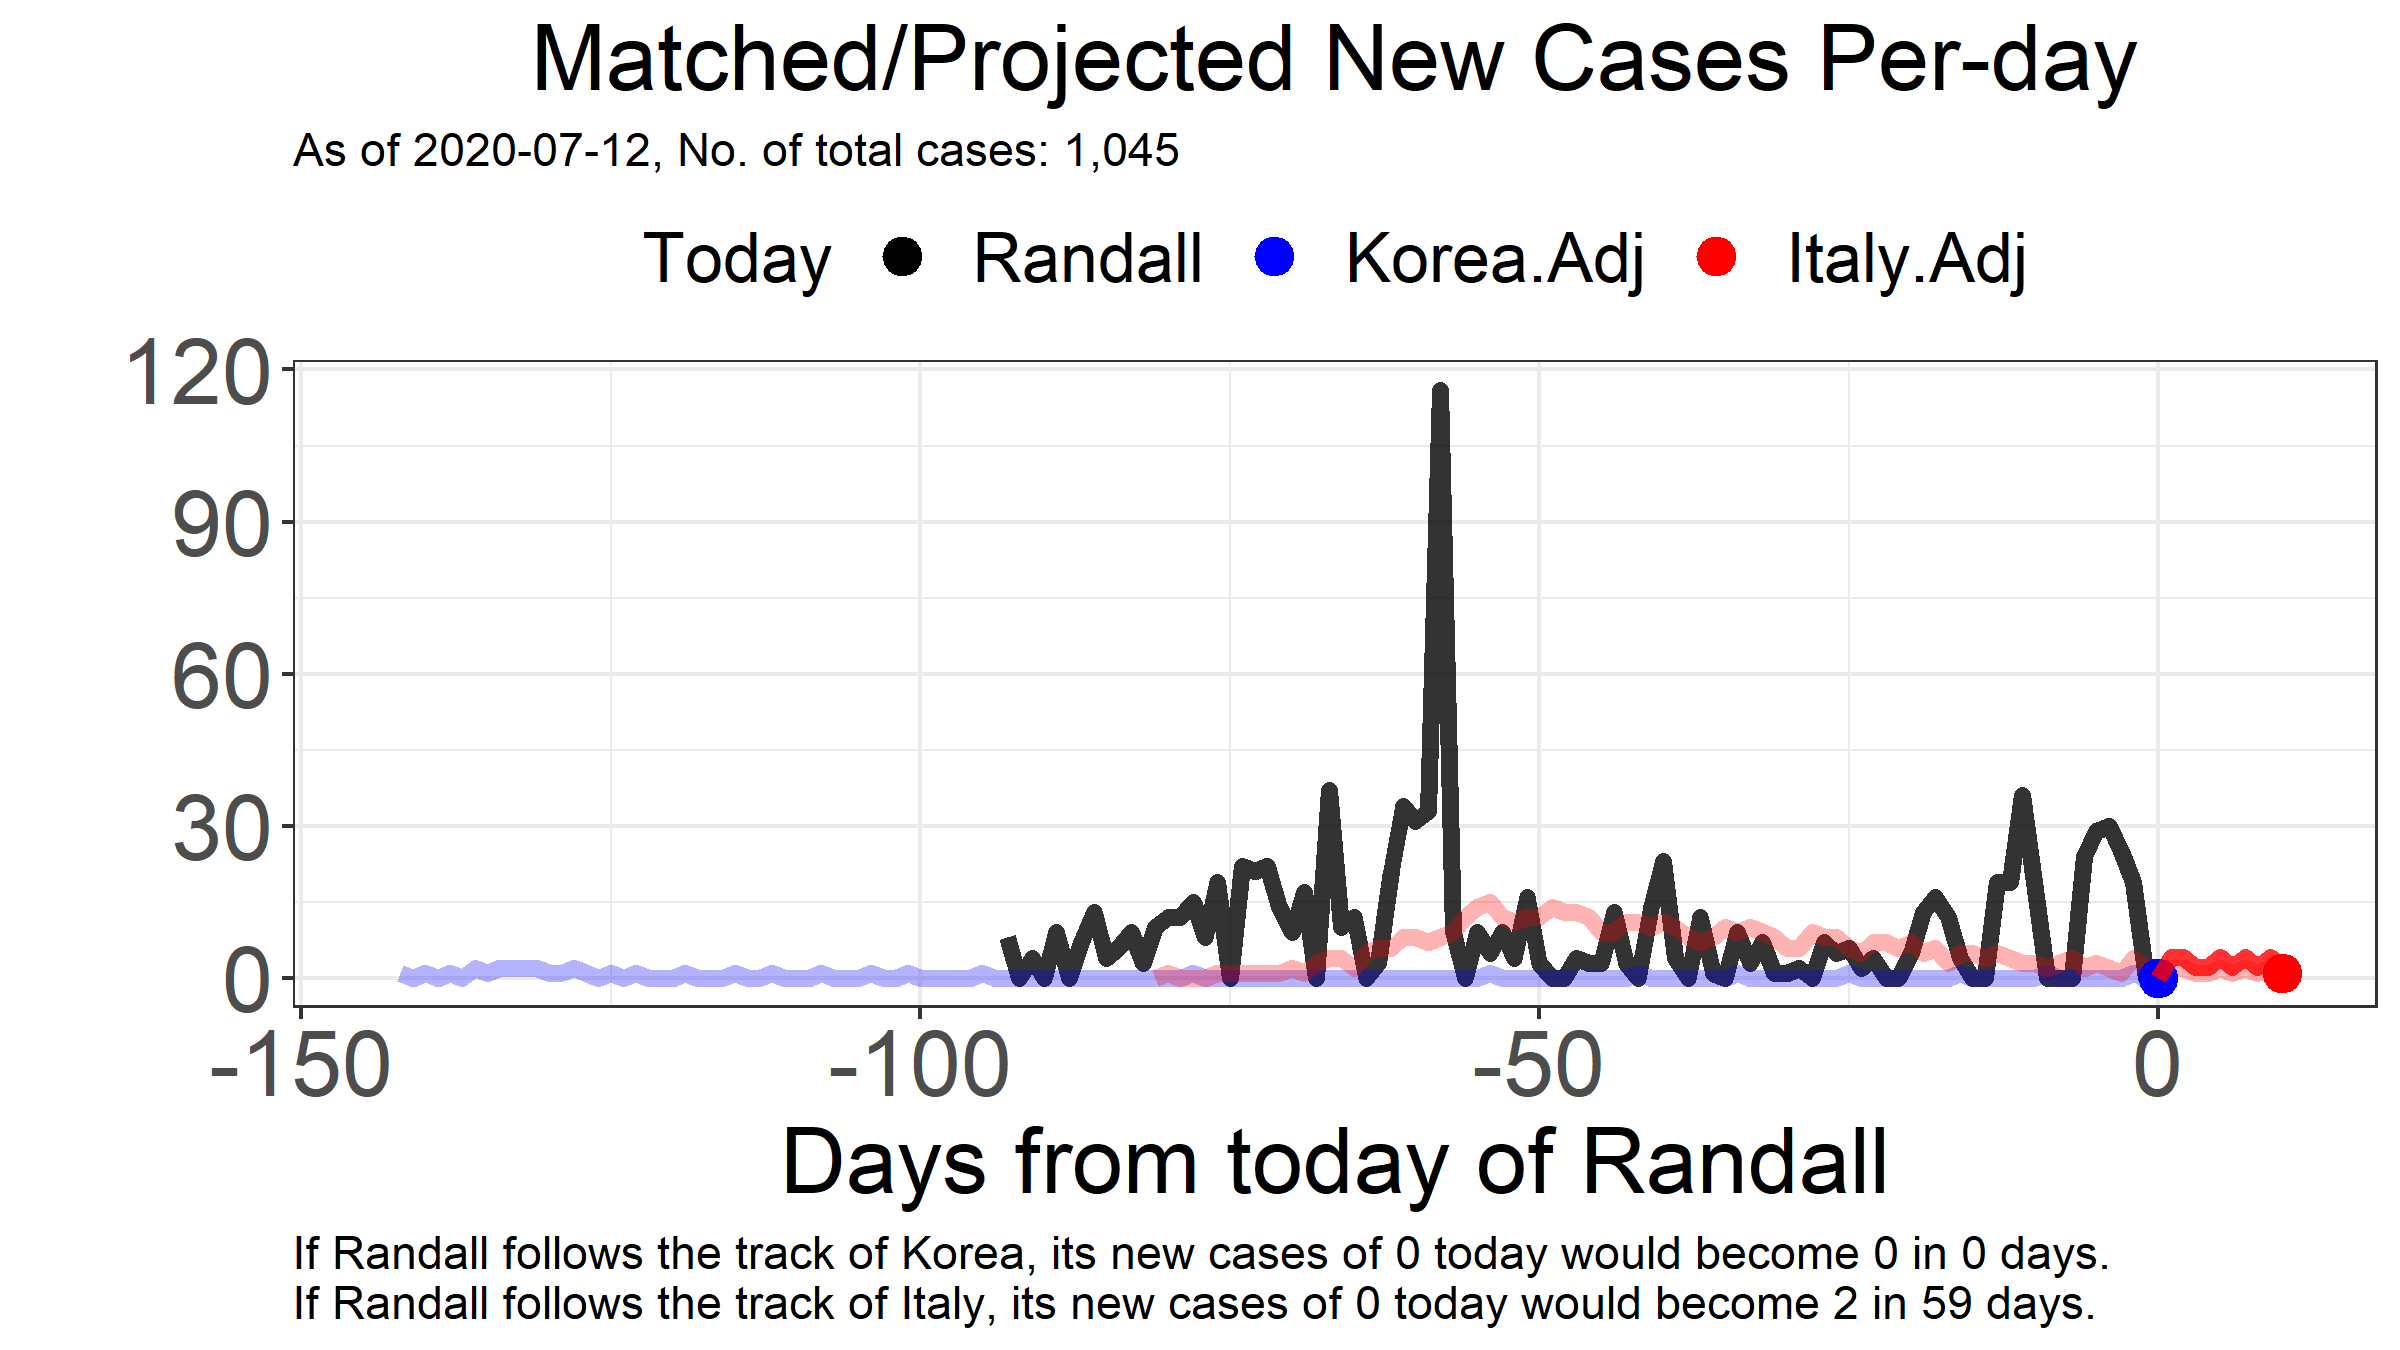 Matched/Projected New Cases Per-day
As of 2020-07-12, No. of total cases: 1,045
Today Randall Korea.Adj Italy.Adj
120
90
60
30
0
-150 -100 -50 0
Days from today of Randall
If Randall follows the track of Korea, its new cases of 0 today would become 0 in 0 days.
If Randall follows the track of Italy, its new cases of 0 today would become 2 in 59 days.